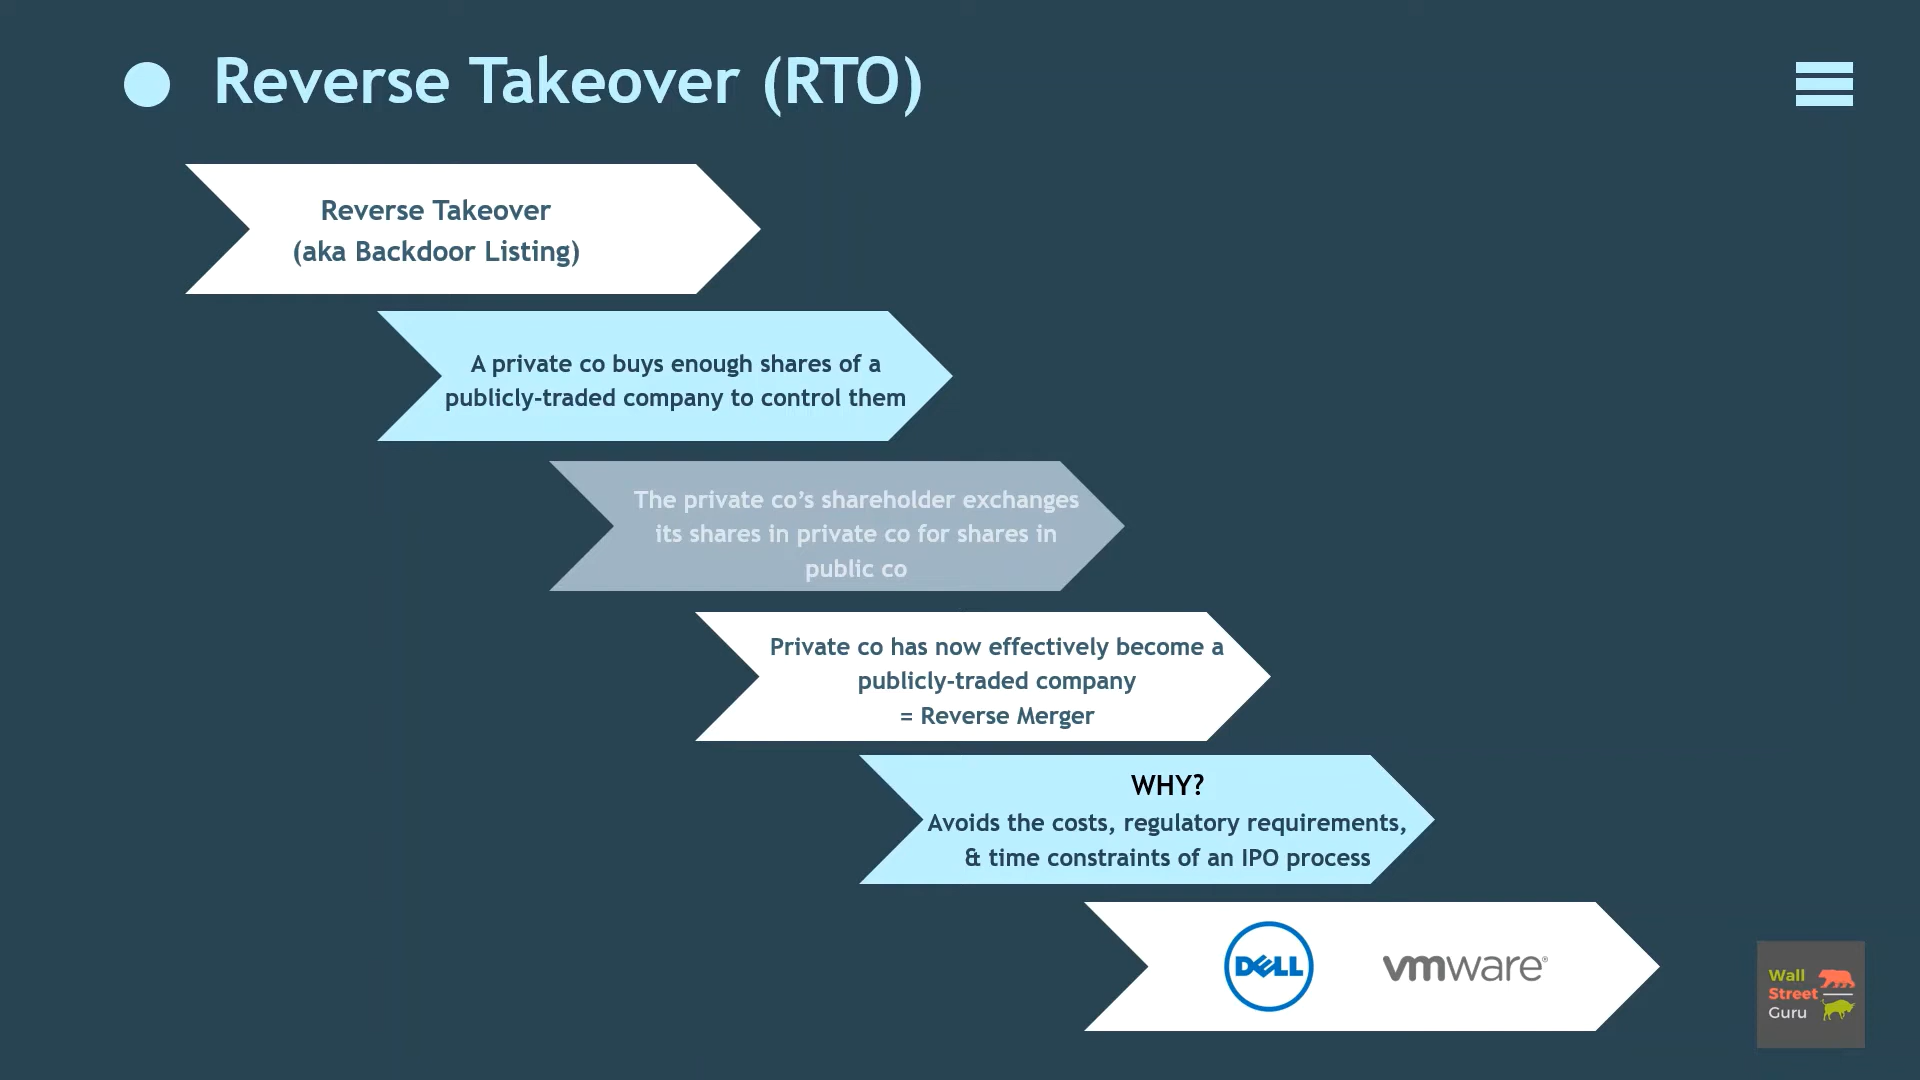 Reverse Takeover (RTO)
Reverse Takeover
(aka Backdoor Listing)
A private co buys enough shares of a
publicly-traded company to control them
The private co’s shareholder exchanges
its shares in private co for shares in
public co
Private co has now effectively become a
publicly-traded company
= Reverse Merger
WHY?
Avoids the costs, regulatory requirements,
& time constraints of an IPO process
DELL
vmware®
Wall
Street
Guru